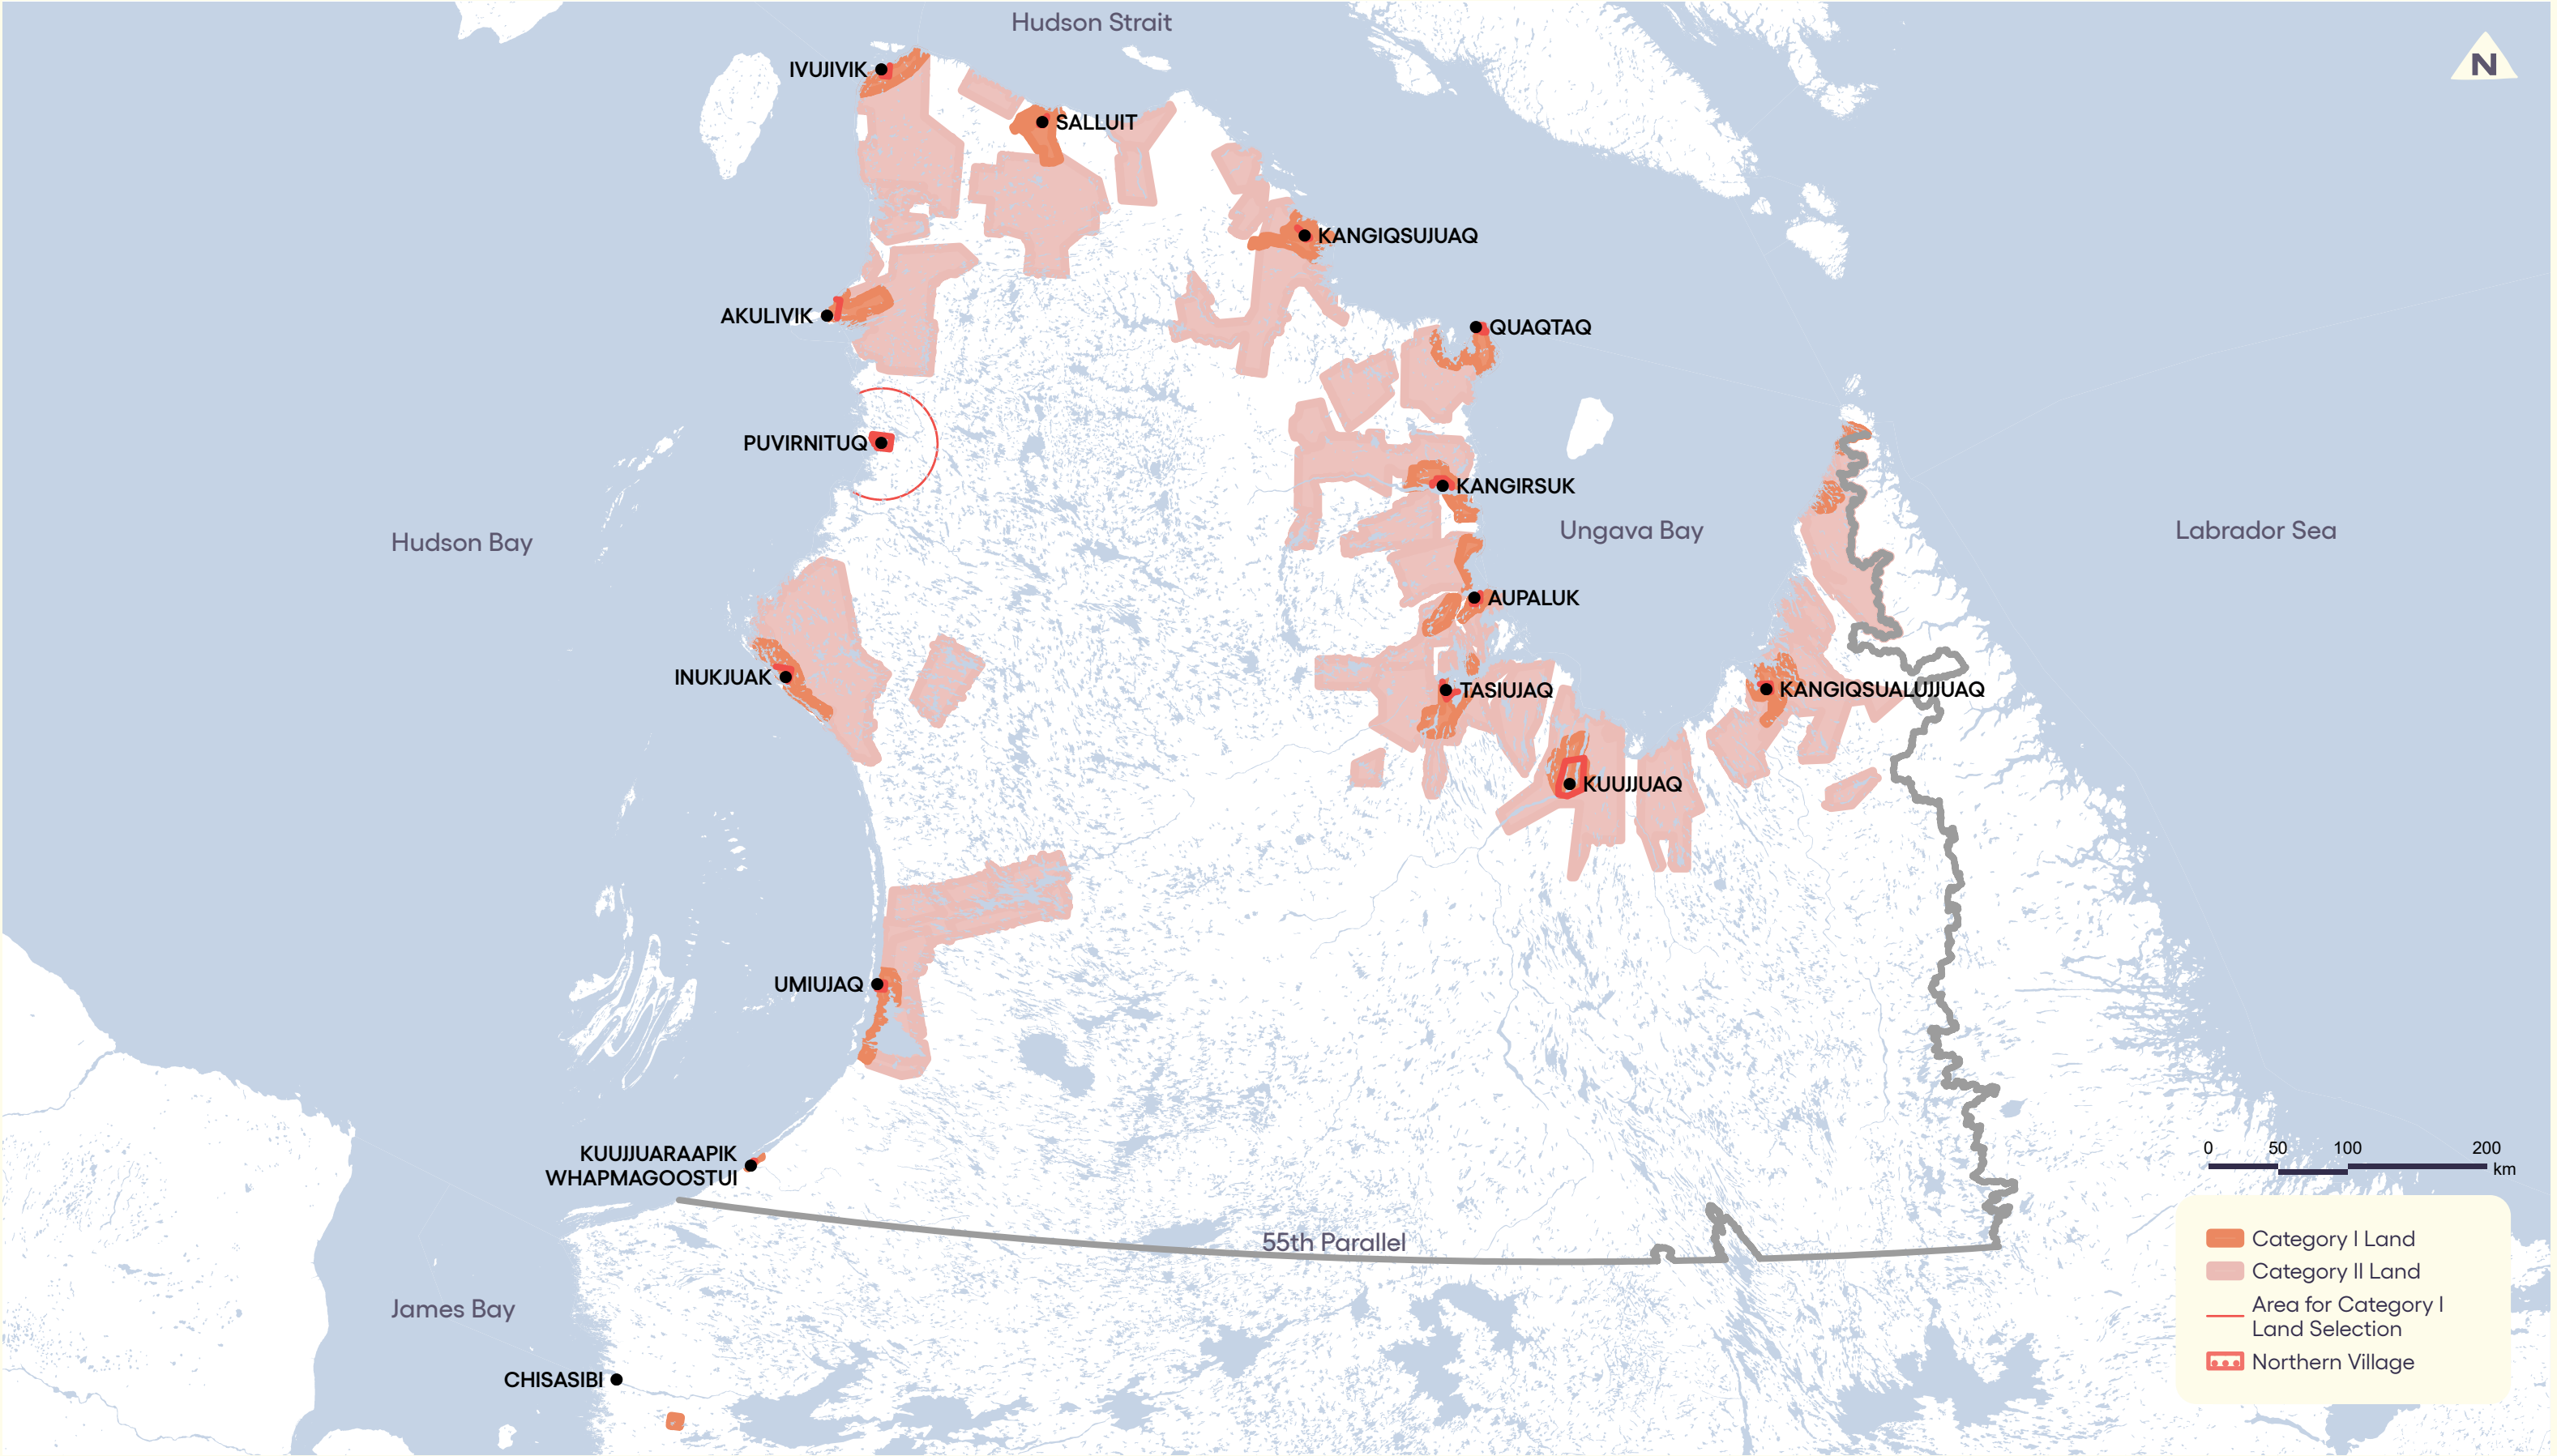 Hudson Strait
N
IVUJIVIK
SALLUIT
KANGIQSUJUAQ
AKULIVIK
QUAQTAQ
PUVIRNITUQ
KANGIRSUK
Hudson Bay
Ungava Bay
Labrador Sea
AUPALUK
INUKJUAK
TASIUJAQ
KANGIQSUALUJJUAQ
KUUJJUAQ
UMIUJAQ
KUUJJUARAAPIK
WHAPMAGOOSTUI
0 50 100 200
km
55th Parallel
James Bay
CHISASIBI
Category I Land
Category II Land
Area for Category I
Land Selection
Northern Village